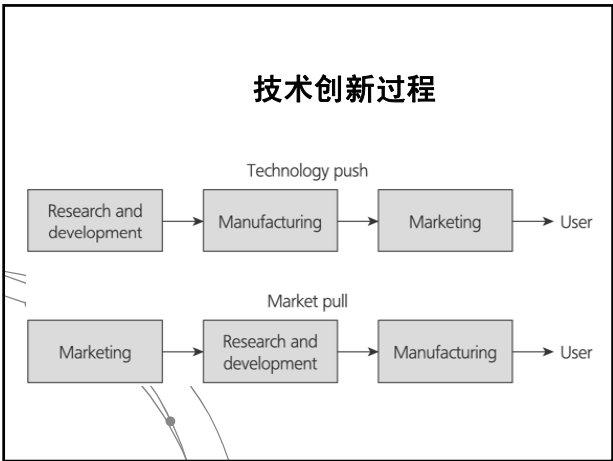 技术创新过程
Technology push
Research and
development
Manufacturing
Marketing
User
Market pull
Marketing
Research and
development
Manufacturing
User